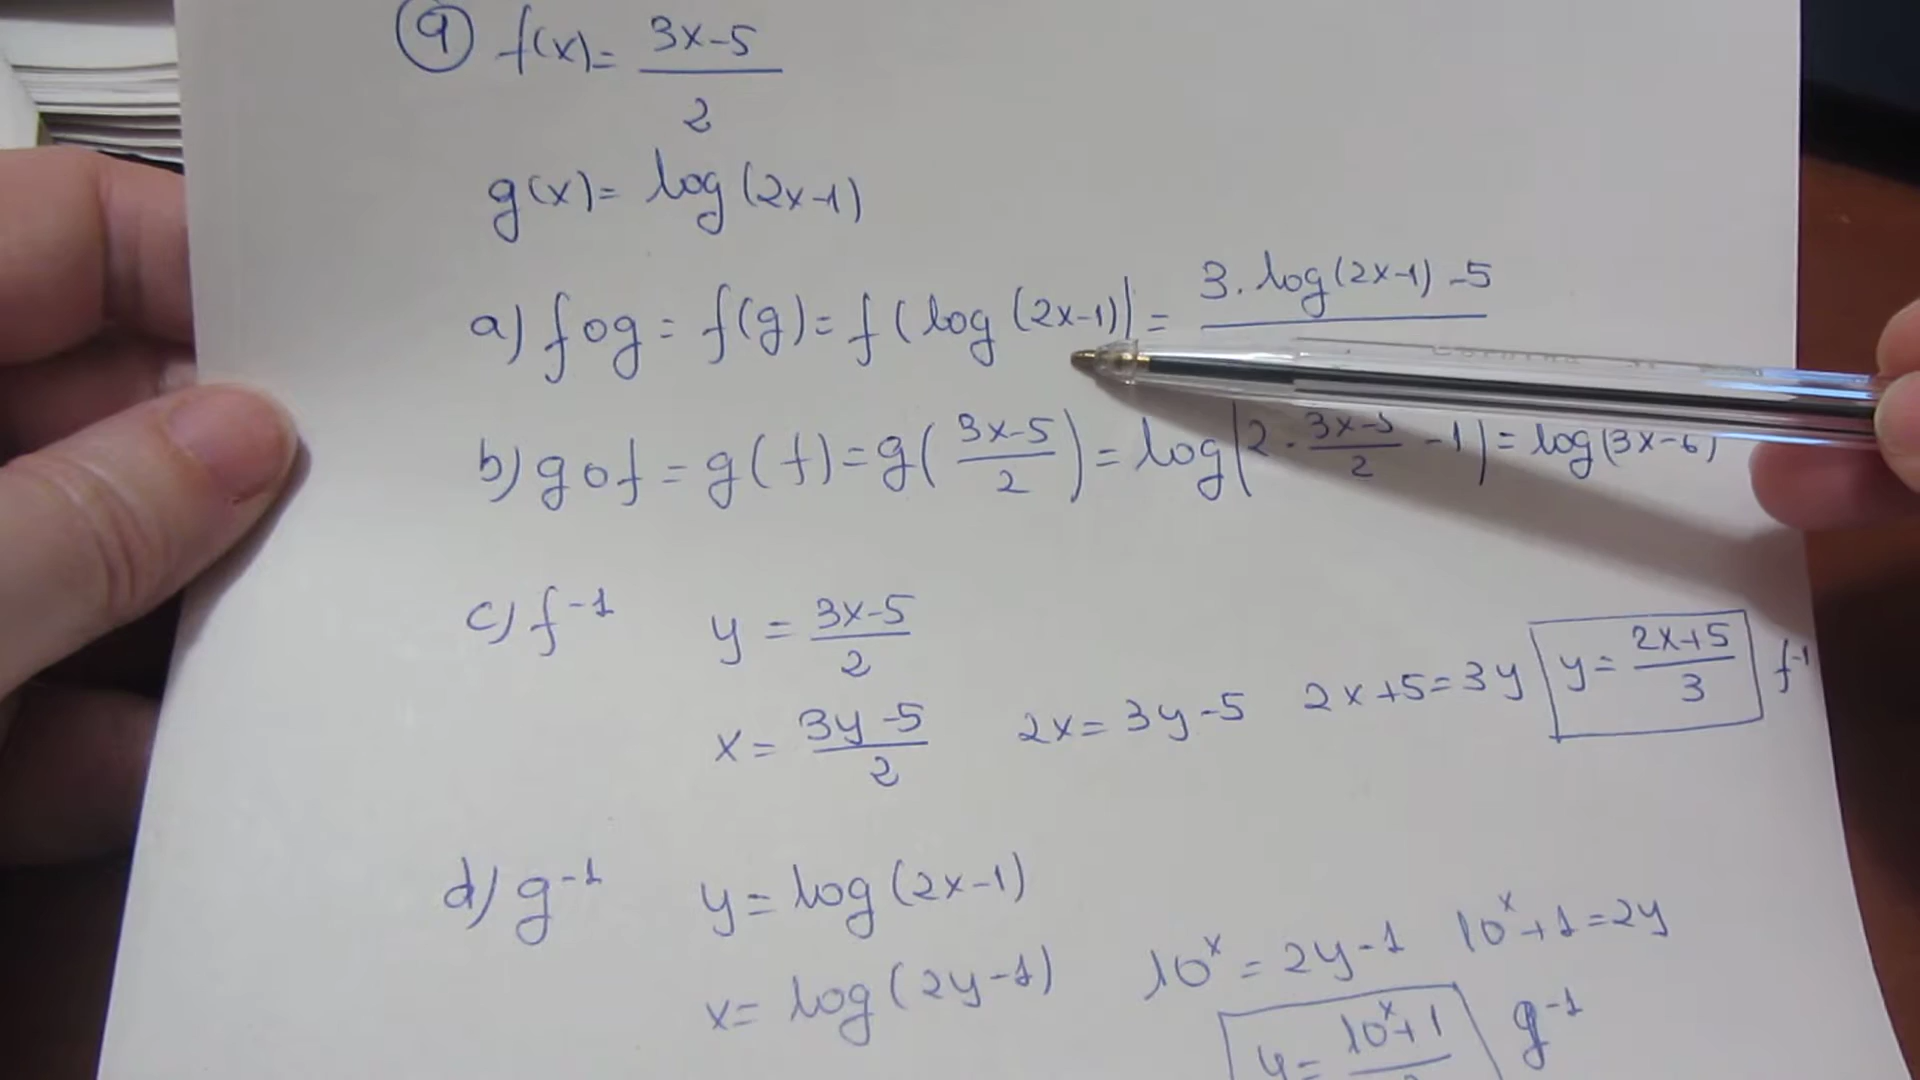 9 f(x)= 3x-5
2
g(x)= log(2x-1)
a) fog = f(g)= f(log(2x-1)) = 3.log(2x-1)-5
b) gof = g(f)=g( 3x-5 / 2 ) = log(2· 3x-5 / 2 -1) = log(3x-6)
c) f⁻¹ y = 3x-5 / 2
x = 3y-5 / 2 2x = 3y-5 2x+5=3y y= 2x+5 / 3 f⁻¹
d) g⁻¹ y= log(2x-1)
x= log(2y-1) 10ˣ = 2y-1 10ˣ+1=2y
y= 10ˣ+1 g⁻¹